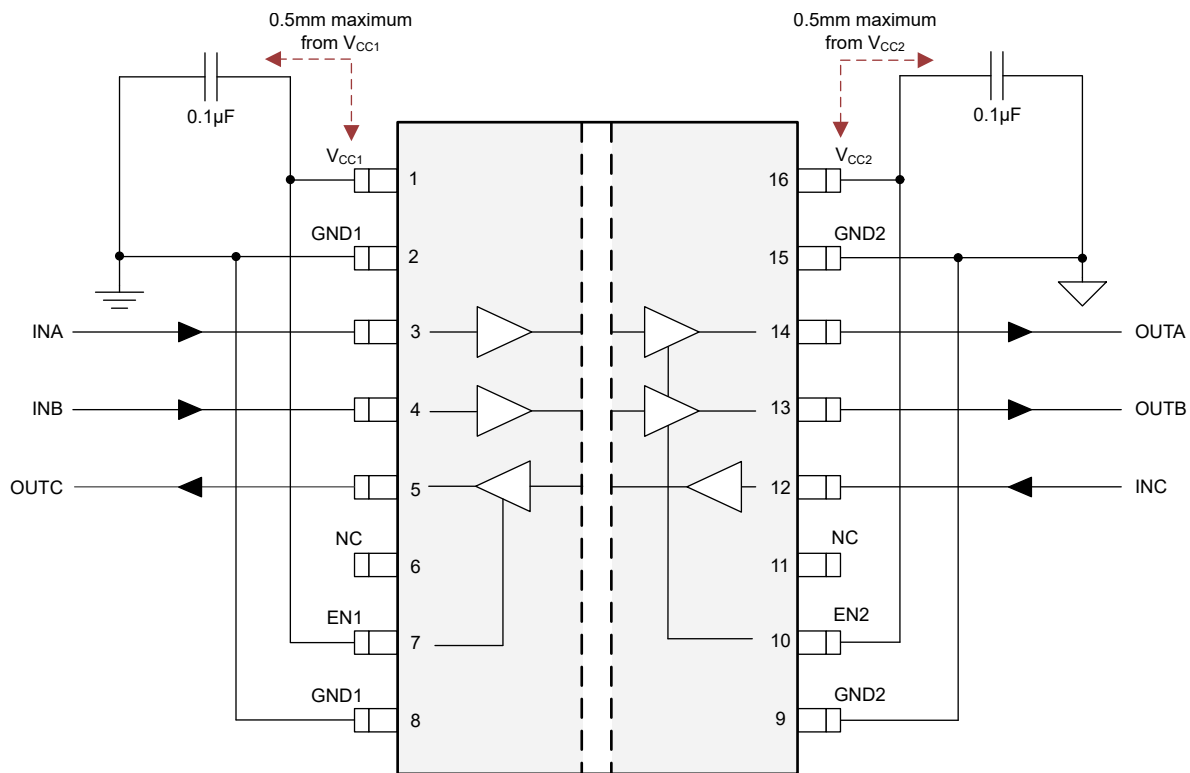 0.5mm maximum
from VCC1
0.5mm maximum
from VCC2
0.1µF
0.1µF
VCC1
1
16
VCC2
GND1
2
15
GND2
INA
3
14
OUTA
INB
4
13
OUTB
OUTC
5
12
INC
NC
6
11
NC
EN1
7
10
EN2
GND1
8
9
GND2